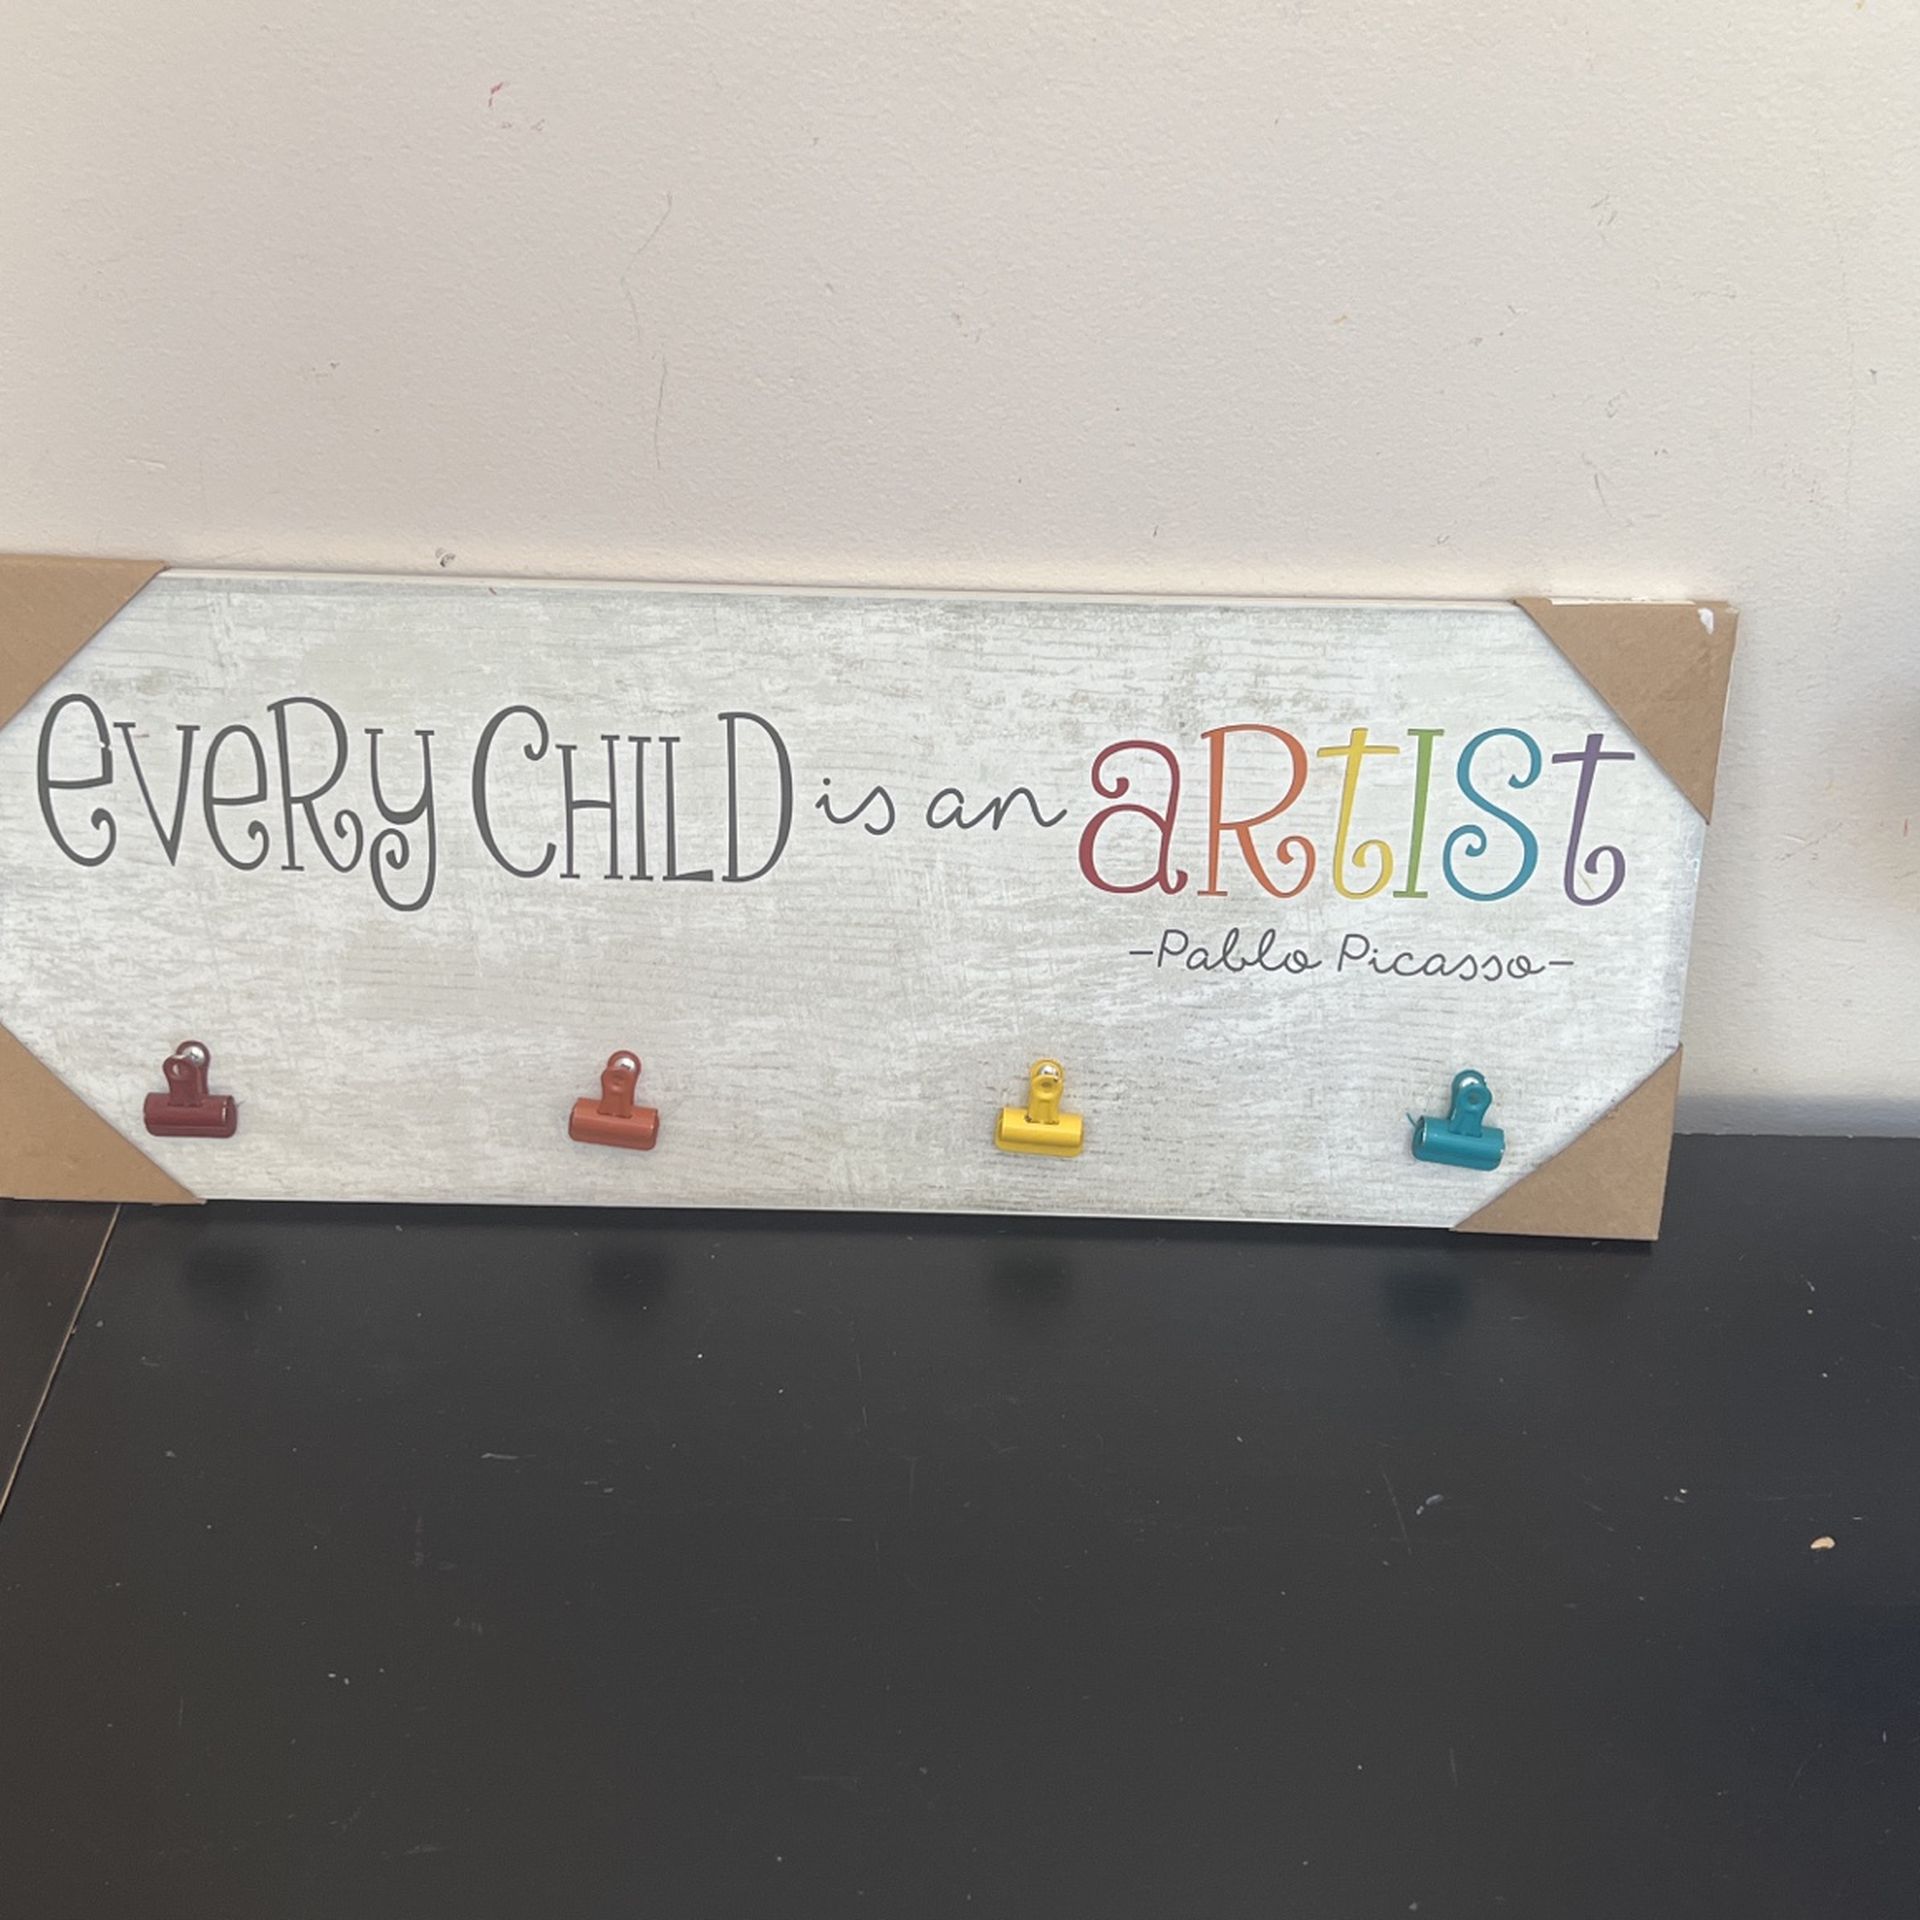 every CHILD is an aRtIst
-Pablo Picasso-